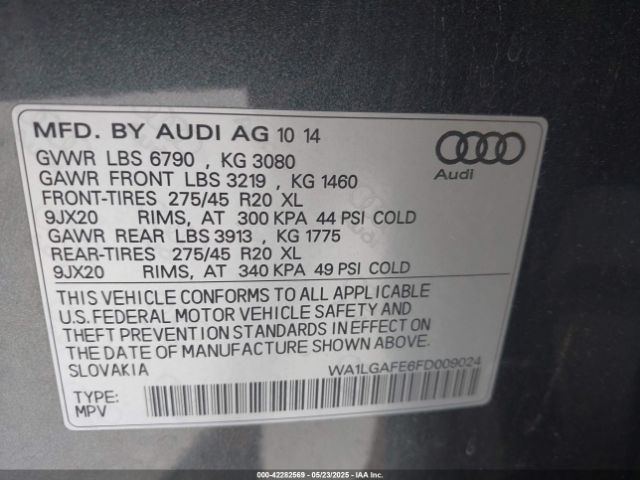 MFD. BY AUDI AG 10 14
GVWR LBS 6790 , KG 3080
GAWR FRONT LBS 3219 , KG 1460
FRONT-TIRES 275/45 R20 XL
9JX20 RIMS, AT 300 KPA 44 PSI COLD
GAWR REAR LBS 3913 , KG 1775
REAR-TIRES 275/45 R20 XL
9JX20 RIMS, AT 340 KPA 49 PSI COLD
Audi
THIS VEHICLE CONFORMS TO ALL APPLICABLE
U.S. FEDERAL MOTOR VEHICLE SAFETY AND
THEFT PREVENTION STANDARDS IN EFFECT ON
THE DATE OF MANUFACTURE SHOWN ABOVE.
SLOVAKIA WA1LGAFE6FD009024
TYPE:
MPV
000-42282569 - 05/23/2025 - IAAI.COM